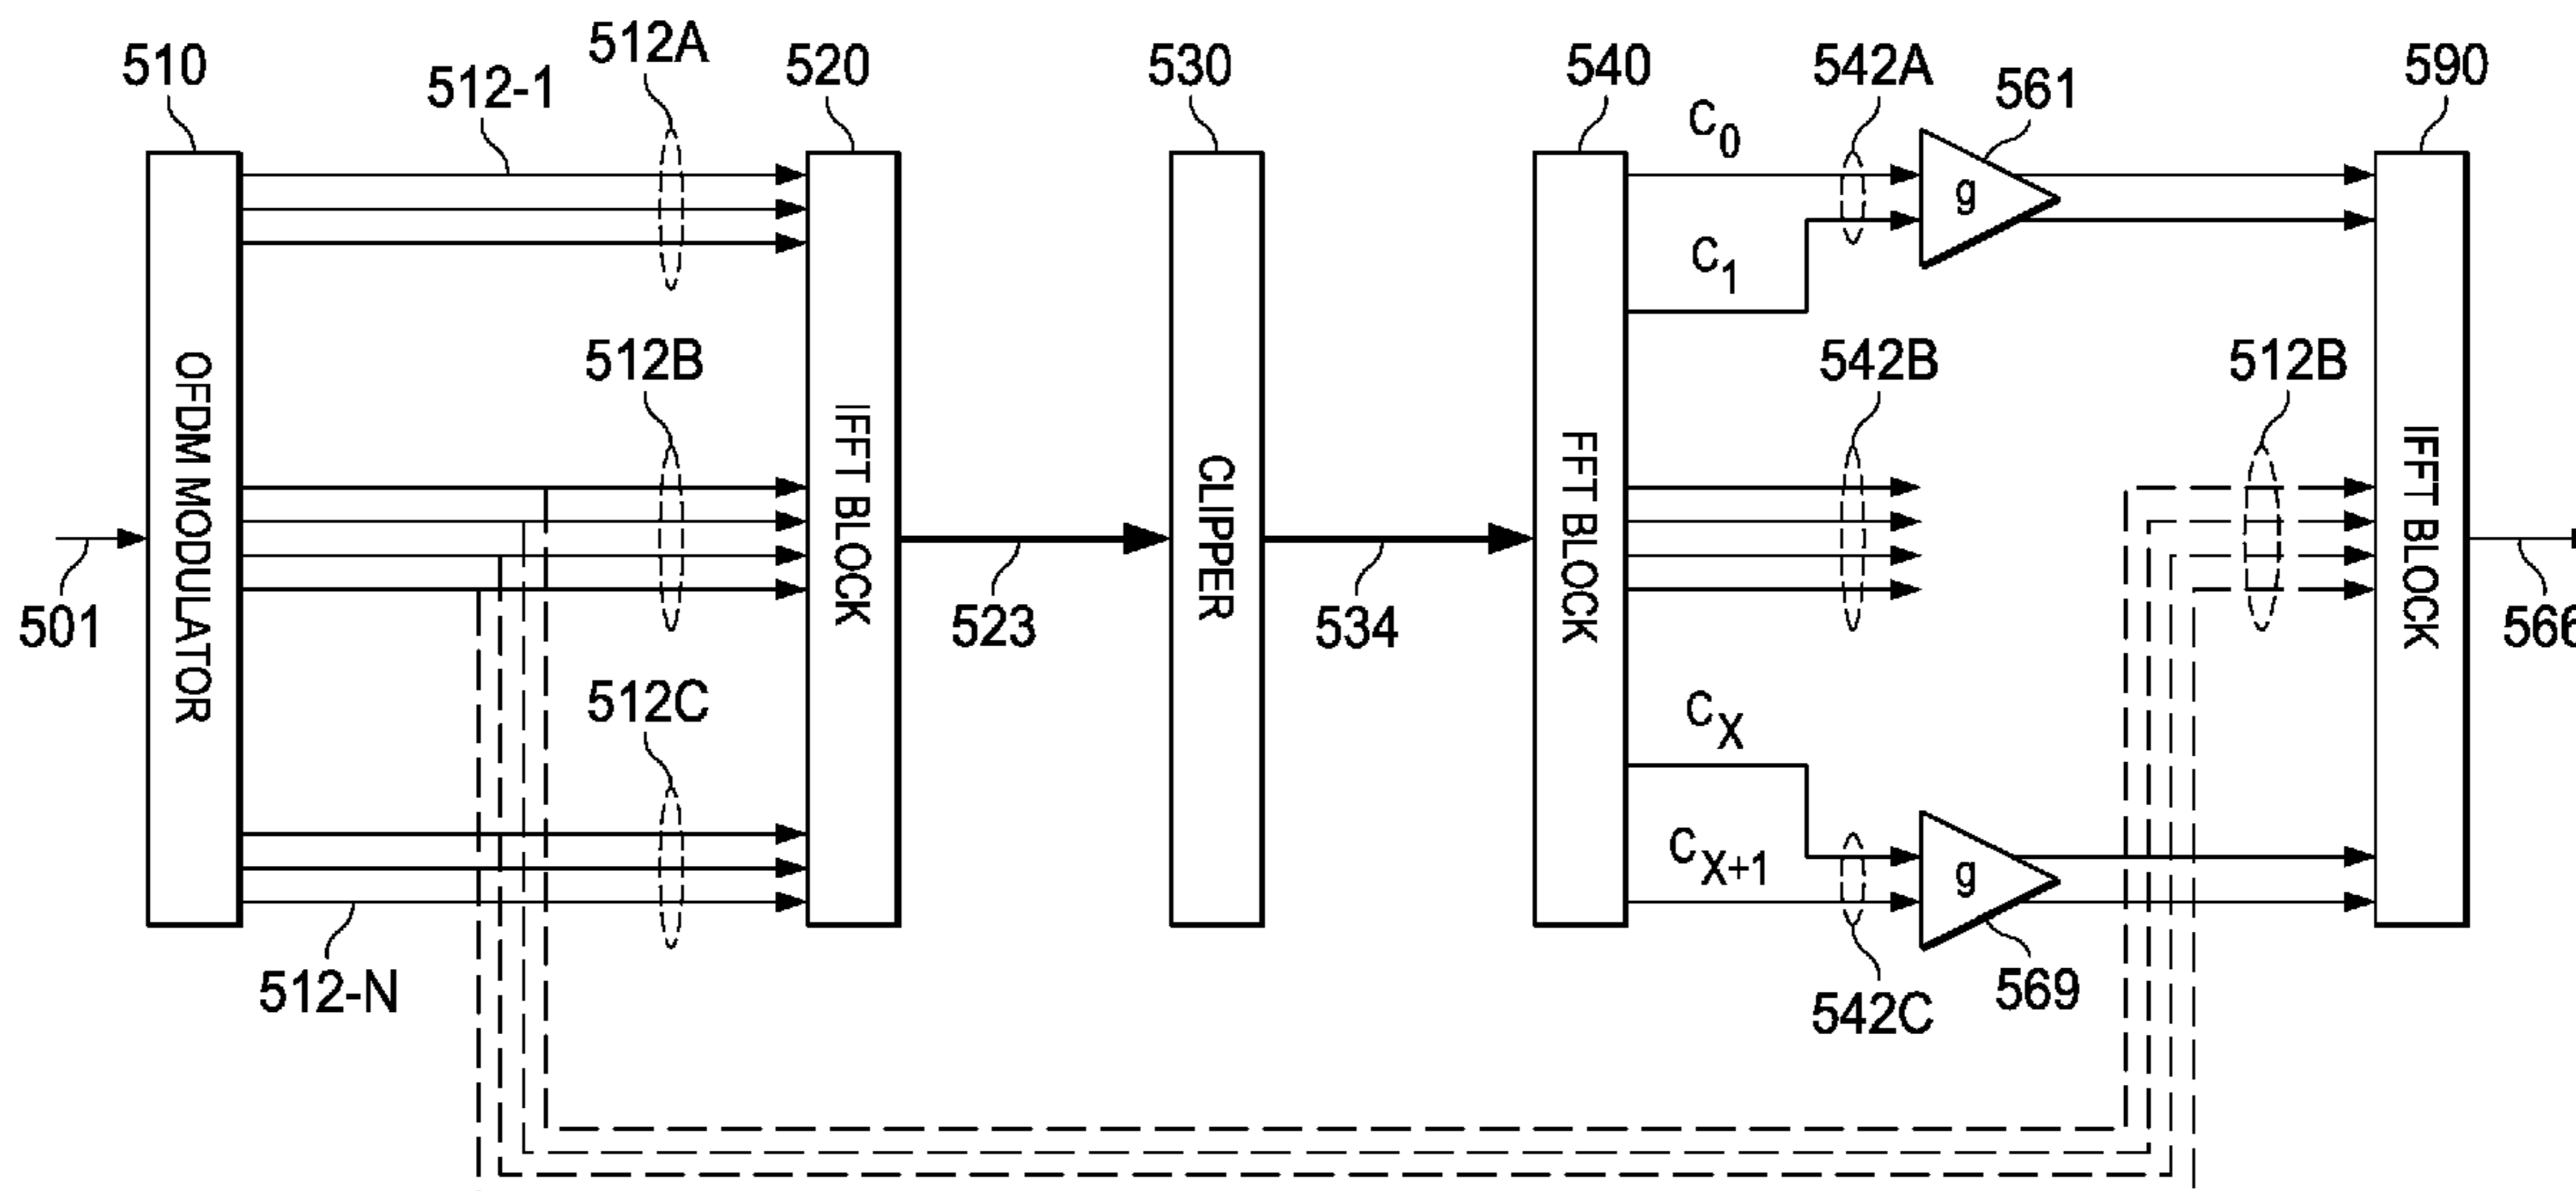 510
512-1
512A
520
530
540
C0
542A
561
590
g
C1
512B
542B
512B
OFDM MODULATOR
IFFT BLOCK
CLIPPER
FFT BLOCK
IFFT BLOCK
501
523
534
566
512C
CX
CX+1
g
512-N
542C
569